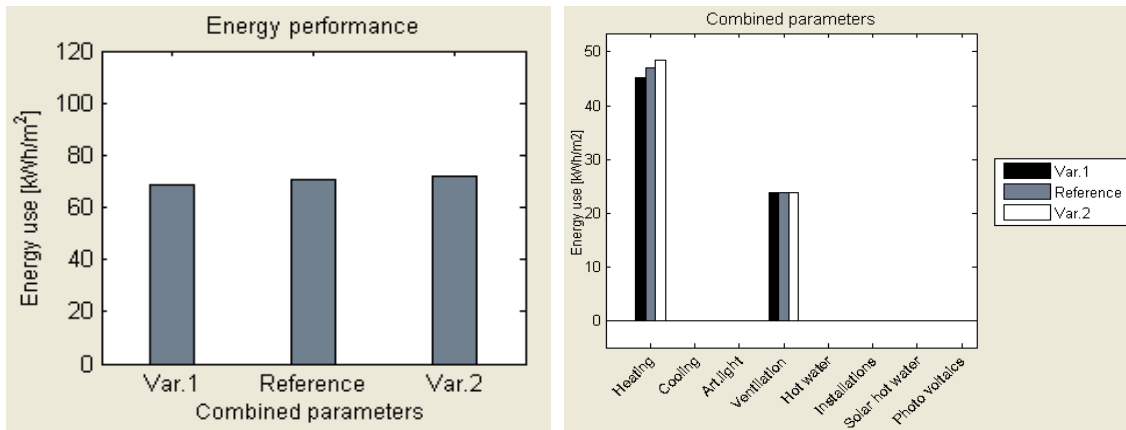 Energy performance
120
100
80
60
40
20
0
Energy use [kWh/m²]
Var.1 Reference Var.2
Combined parameters
Combined parameters
50
40
30
20
10
0
Energy use [kWh/m2]
Heating
Cooling
Art.light
Ventilation
Hot water
Installations
Solar hot water
Photo voltaics
Var.1
Reference
Var.2